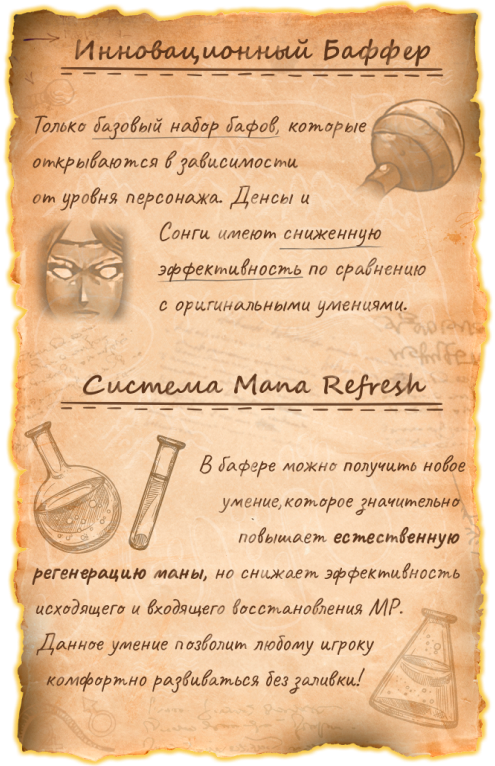 Инновационный Баффер
Только базовый набор бафов, которые
открываются в зависимости
от уровня персонажа. Денсы и
Сонги имеют сниженную
эффективность по сравнению
с оригинальными умениями.
Система Mana Refresh
В бафере можно получить новое
умение, которое значительно
повышает естественную
регенерацию маны, но снижает эффективность
исходящего и входящего восстановления МР.
Данное умение позволит любому игроку
комфортно развиваться без заливки!